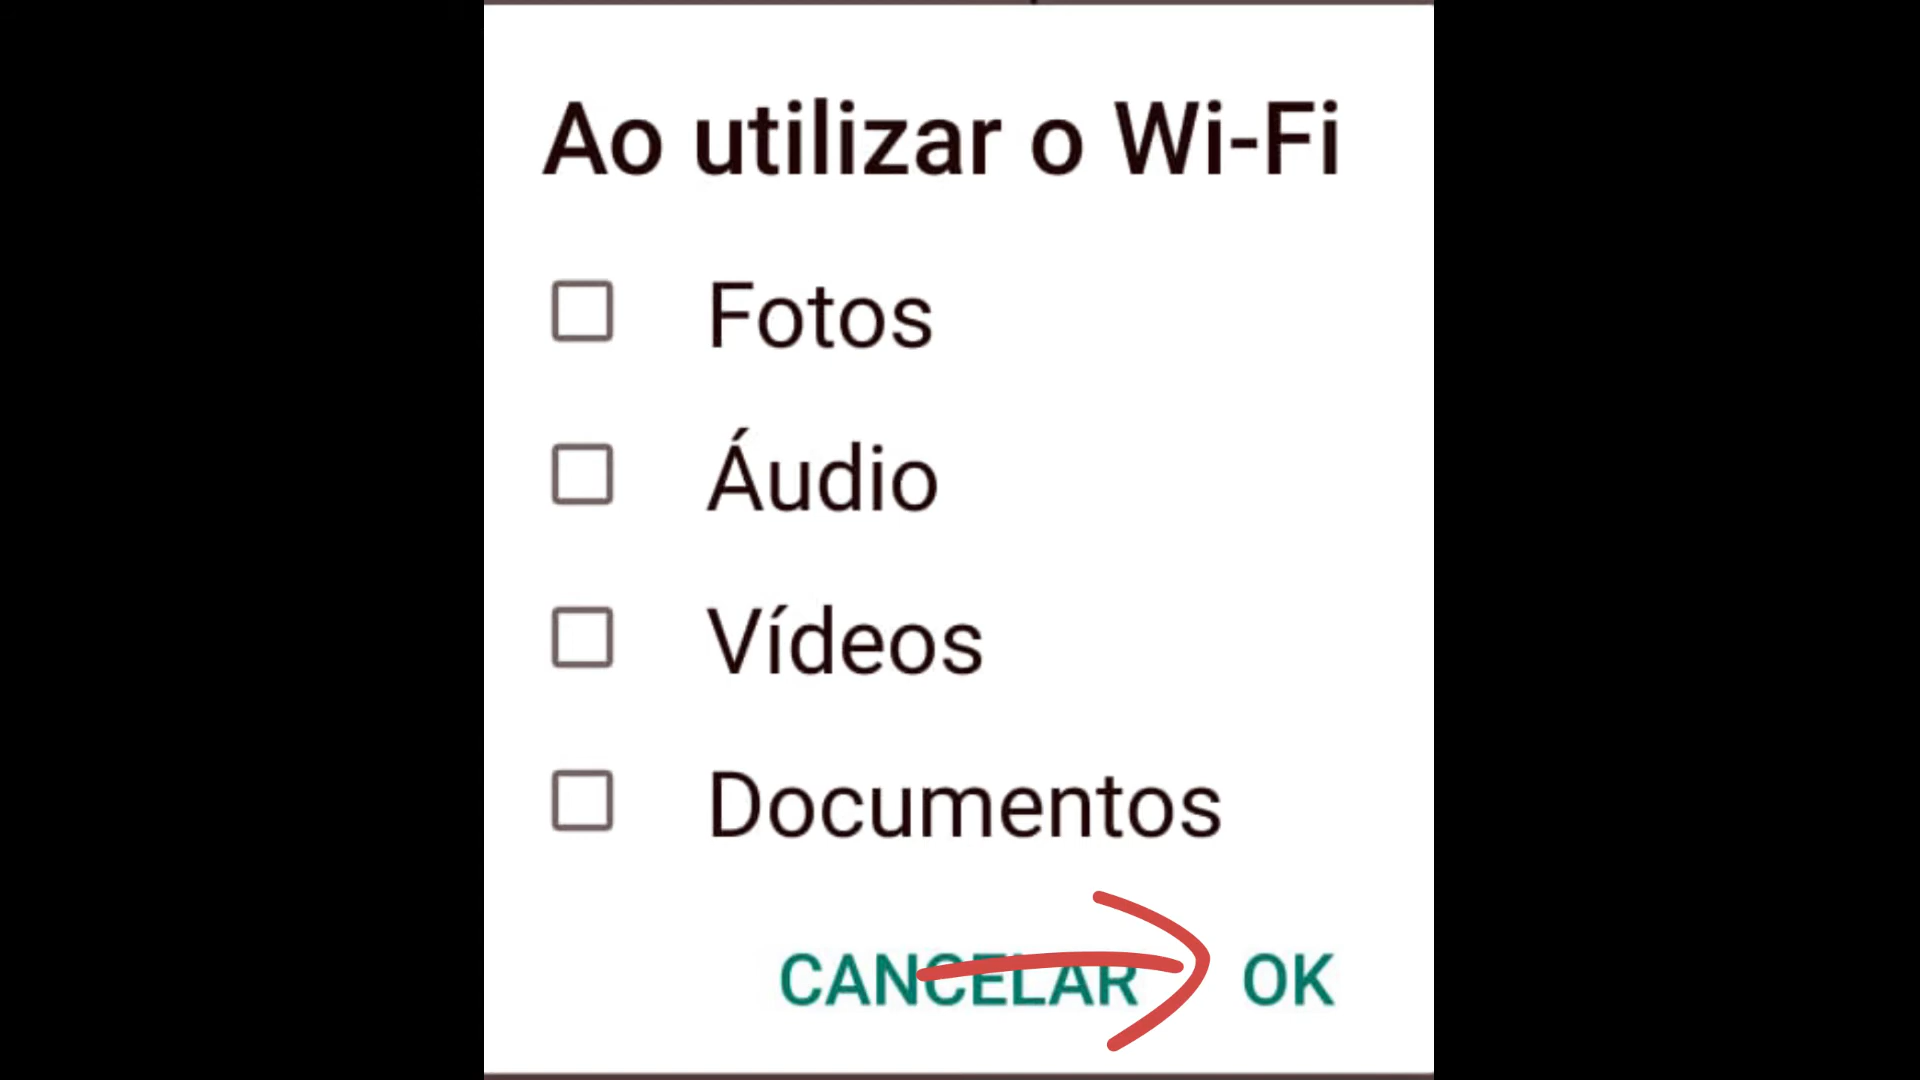 Ao utilizar o Wi-Fi
Fotos
Áudio
Vídeos
Documentos
CANCELAR OK